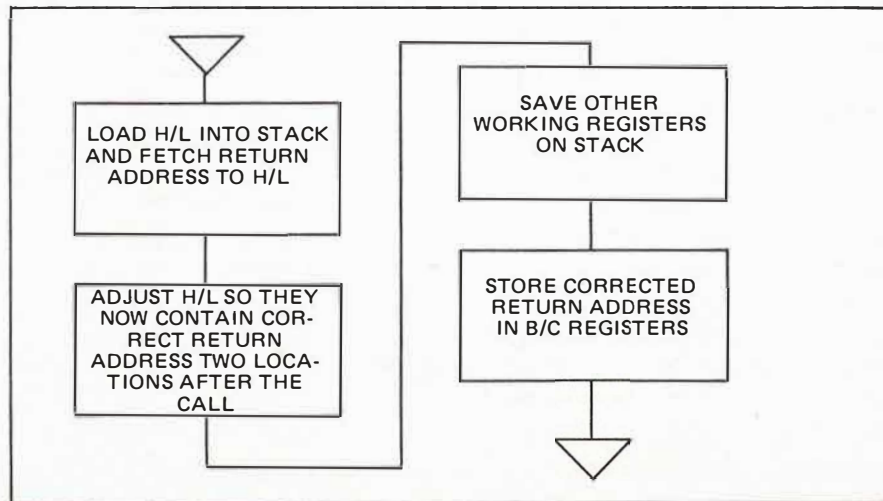 LOAD H/L INTO STACK
AND FETCH RETURN
ADDRESS TO H/L
ADJUST H/L SO THEY
NOW CONTAIN COR-
RECT RETURN
ADDRESS TWO LOCA-
TIONS AFTER THE
CALL
SAVE OTHER
WORKING REGISTERS
ON STACK
STORE CORRECTED
RETURN ADDRESS
IN B/C REGISTERS